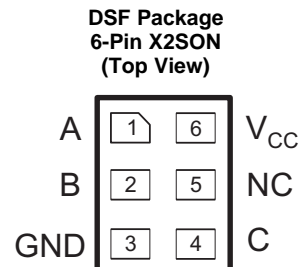 DSF Package
6-Pin X2SON
(Top View)
A 1 6 VCC
B 2 5 NC
GND 3 4 C